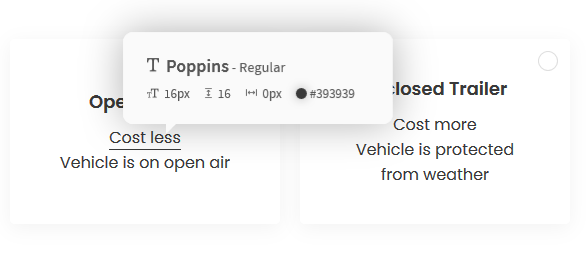 T Poppins - Regular
16px 16 0px #393939
Ope
closed Trailer
Cost less
Vehicle is on open air
Cost more
Vehicle is protected
from weather